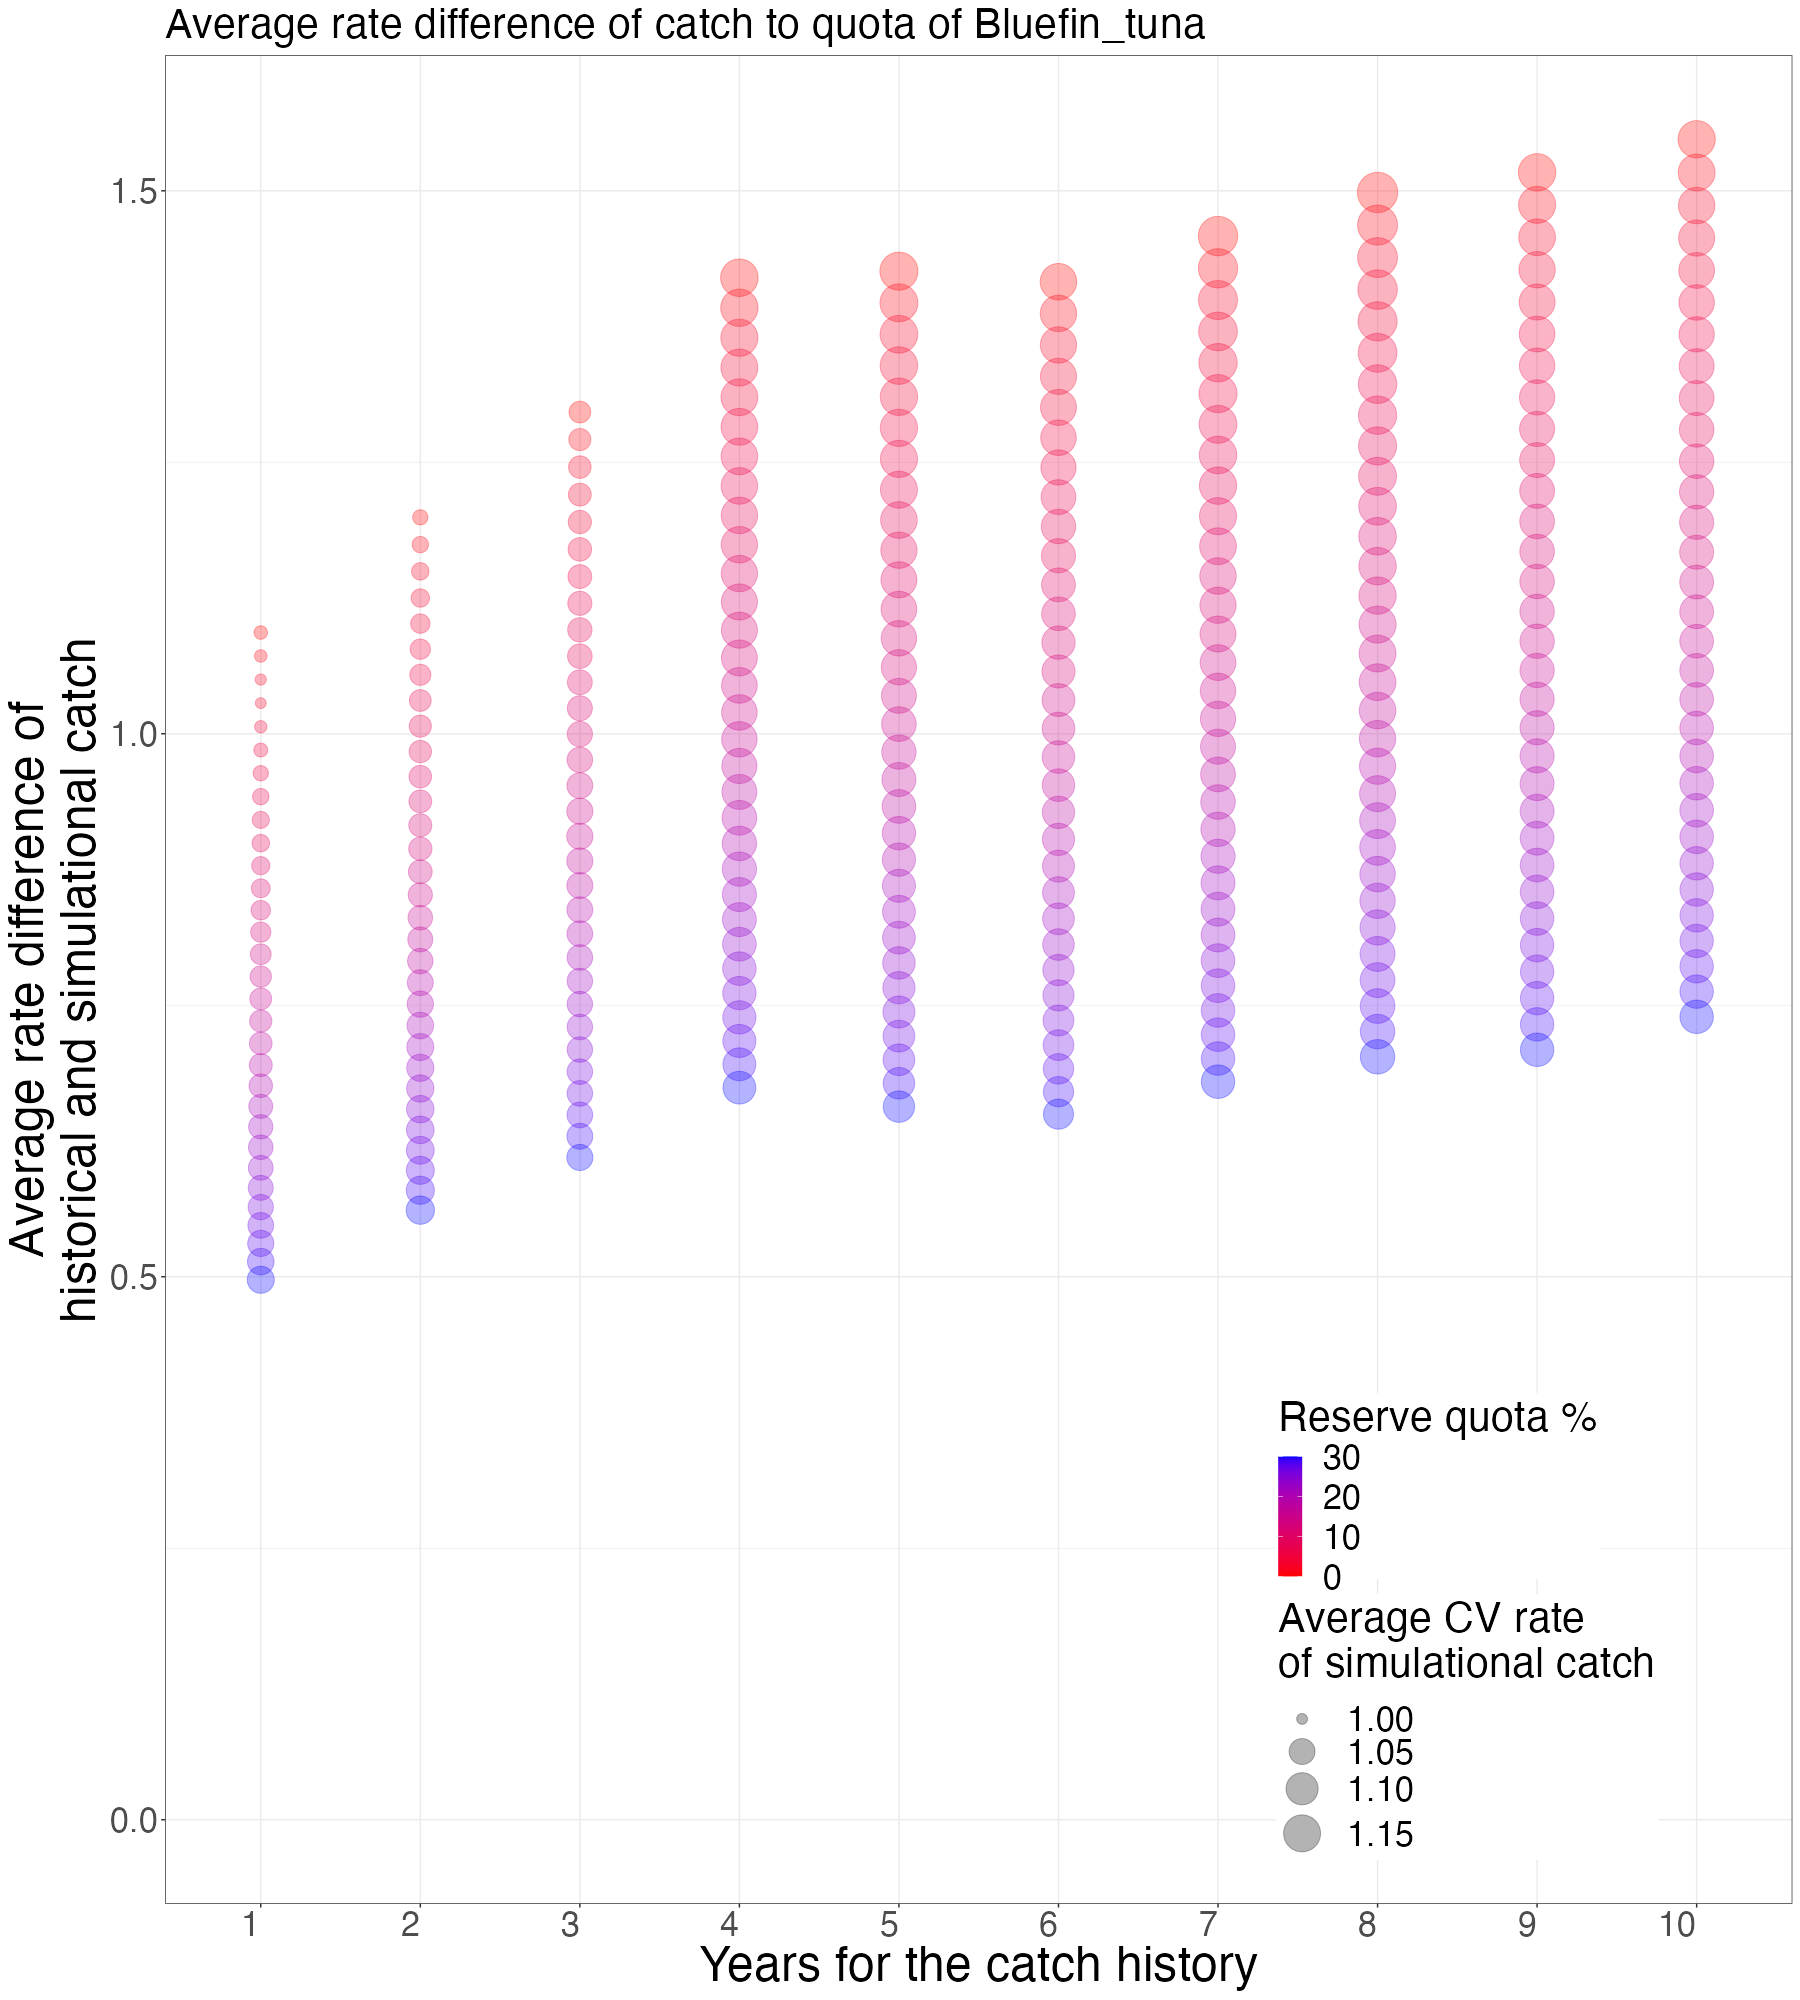 Average rate difference of catch to quota of Bluefin_tuna
Average rate difference of
historical and simulational catch
1.5
1.0
0.5
0.0
Reserve quota %
30
20
10
0
Average CV rate
of simulational catch
1.00
1.05
1.10
1.15
1 2 3 4 5 6 7 8 9 10
Years for the catch history